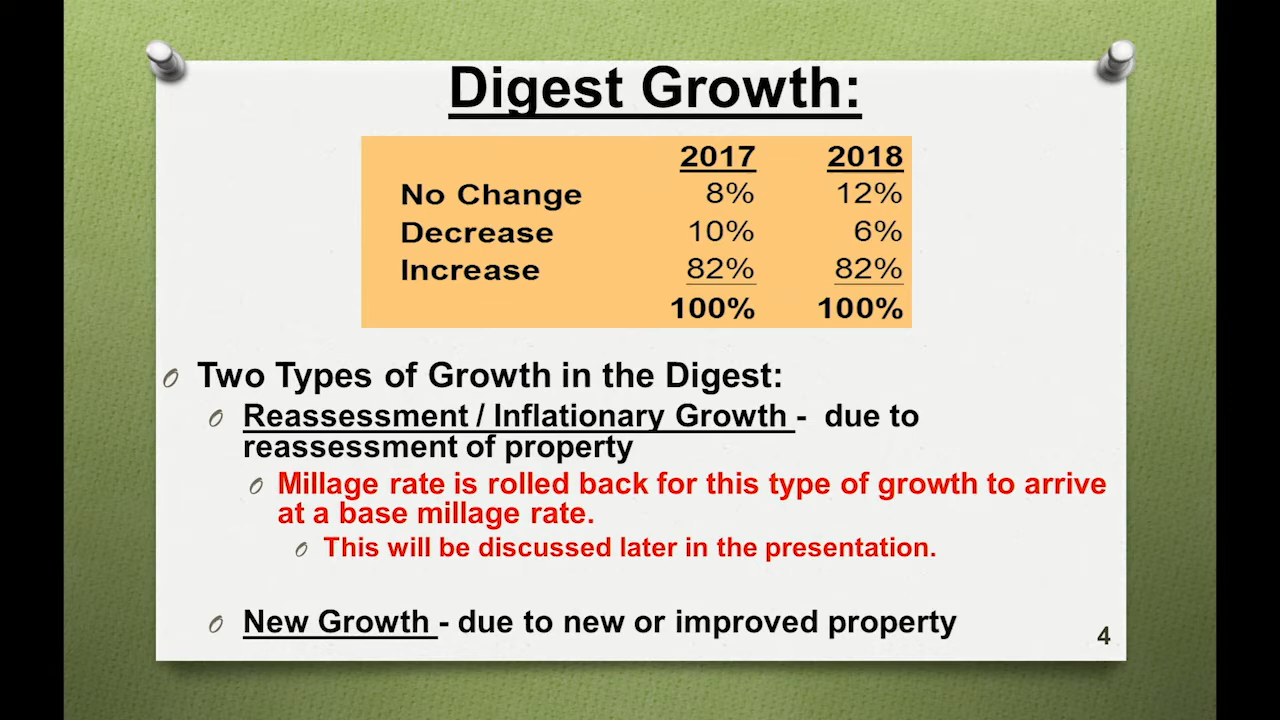 Digest Growth:
2017 2018
No Change 8% 12%
Decrease 10% 6%
Increase 82% 82%
100% 100%
Two Types of Growth in the Digest:
Reassessment / Inflationary Growth - due to
reassessment of property
Millage rate is rolled back for this type of growth to arrive
at a base millage rate.
This will be discussed later in the presentation.
New Growth - due to new or improved property
4